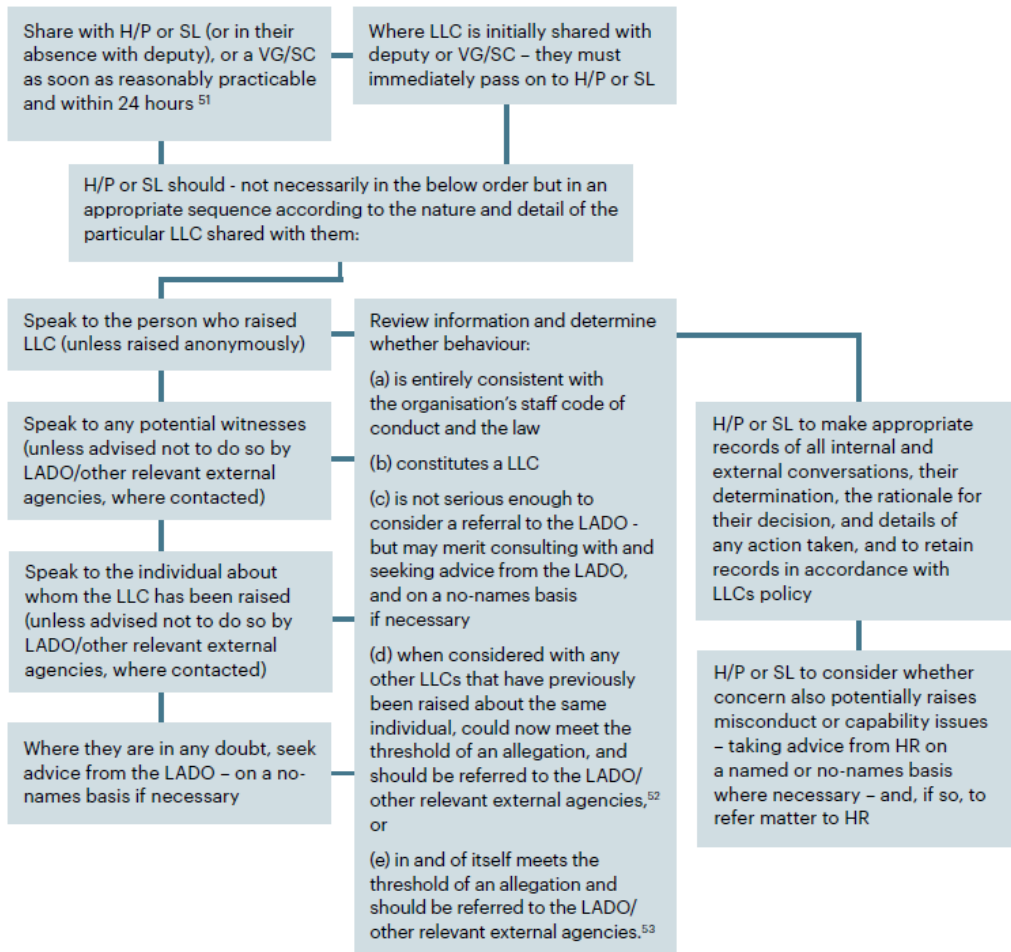 Share with H/P or SL (or in their
absence with deputy), or a VG/SC
as soon as reasonably practicable
and within 24 hours 51
Where LLC is initially shared with
deputy or VG/SC – they must
immediately pass on to H/P or SL
H/P or SL should - not necessarily in the below order but in an
appropriate sequence according to the nature and detail of the
particular LLC shared with them:
Speak to the person who raised
LLC (unless raised anonymously)
Speak to any potential witnesses
(unless advised not to do so by
LADO/other relevant external
agencies, where contacted)
Speak to the individual about
whom the LLC has been raised
(unless advised not to do so by
LADO/other relevant external
agencies, where contacted)
Where they are in any doubt, seek
advice from the LADO – on a no-
names basis if necessary
Review information and determine
whether behaviour:
(a) is entirely consistent with
the organisation’s staff code of
conduct and the law
(b) constitutes a LLC
(c) is not serious enough to
consider a referral to the LADO -
but may merit consulting with and
seeking advice from the LADO,
and on a no-names basis
if necessary
(d) when considered with any
other LLCs that have previously
been raised about the same
individual, could now meet the
threshold of an allegation, and
should be referred to the LADO/
other relevant external agencies,52
or
(e) in and of itself meets the
threshold of an allegation and
should be referred to the LADO/
other relevant external agencies.53
H/P or SL to make appropriate
records of all internal and
external conversations, their
determination, the rationale for
their decision, and details of
any action taken, and to retain
records in accordance with
LLCs policy
H/P or SL to consider whether
concern also potentially raises
misconduct or capability issues
– taking advice from HR on
a named or no-names basis
where necessary – and, if so, to
refer matter to HR